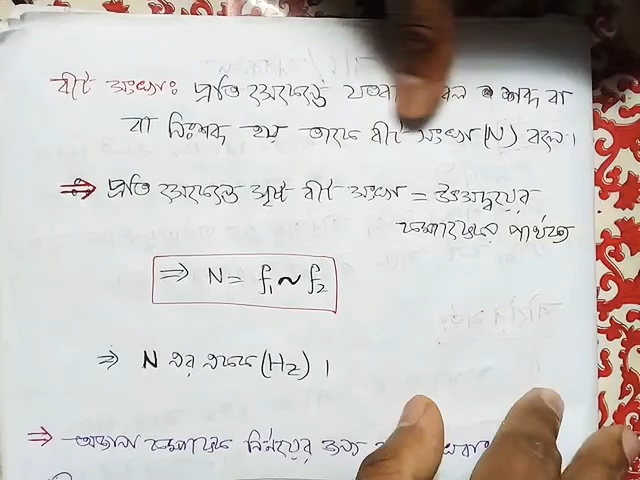 বীট সংখ্যাঃ প্রতি সেকেন্ডে যতবার প্রবল শব্দ বা
বা নিঃশব্দ হয় তাকে বীট সংখ্যা (N) বলে।
⇒ প্রতি সেকেন্ডে সৃষ্ট বীট সংখ্যা = উৎসদ্বয়ের
কম্পাংকের পার্থক্য
⇒ N = f₁ ~ f₂
⇒ N এর একক (Hz) ।
⇒ অজানা কম্পাংক নির্ণয়ের জন্য